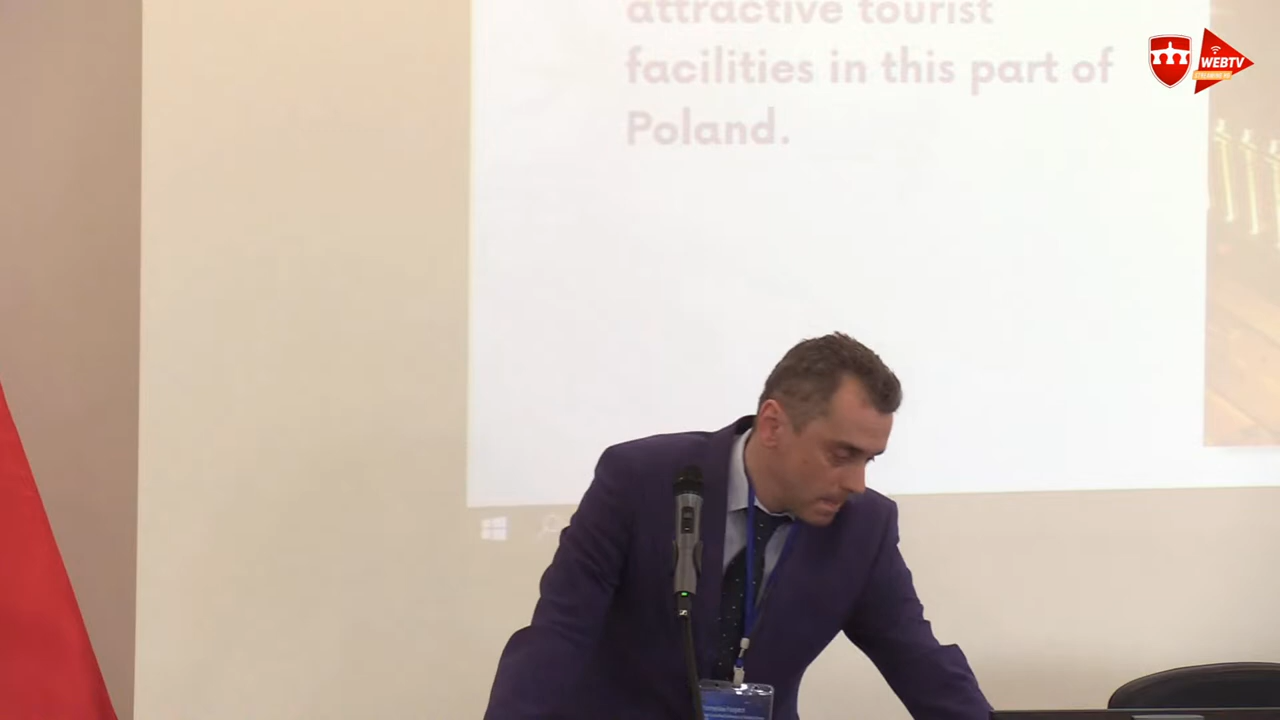 attractive tourist
facilities in this part of
Poland.
WEBTV